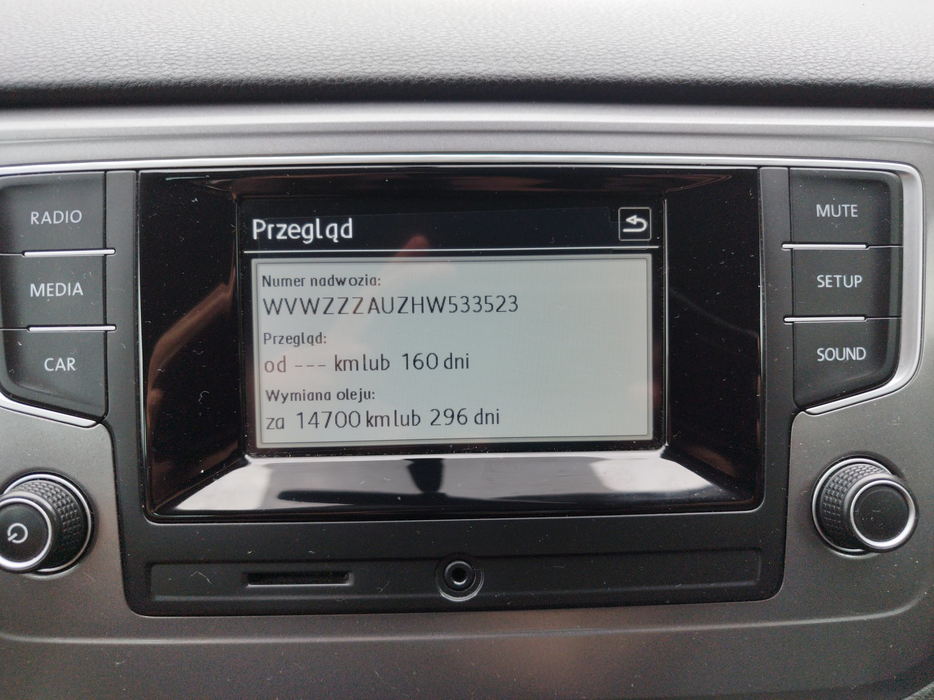 RADIO
MEDIA
CAR
Przegląd
Numer nadwozia:
WVWZZZAUZHW533523
Przegląd:
od --- km lub 160 dni
Wymiana oleju:
za 14700 km lub 296 dni
MUTE
SETUP
SOUND